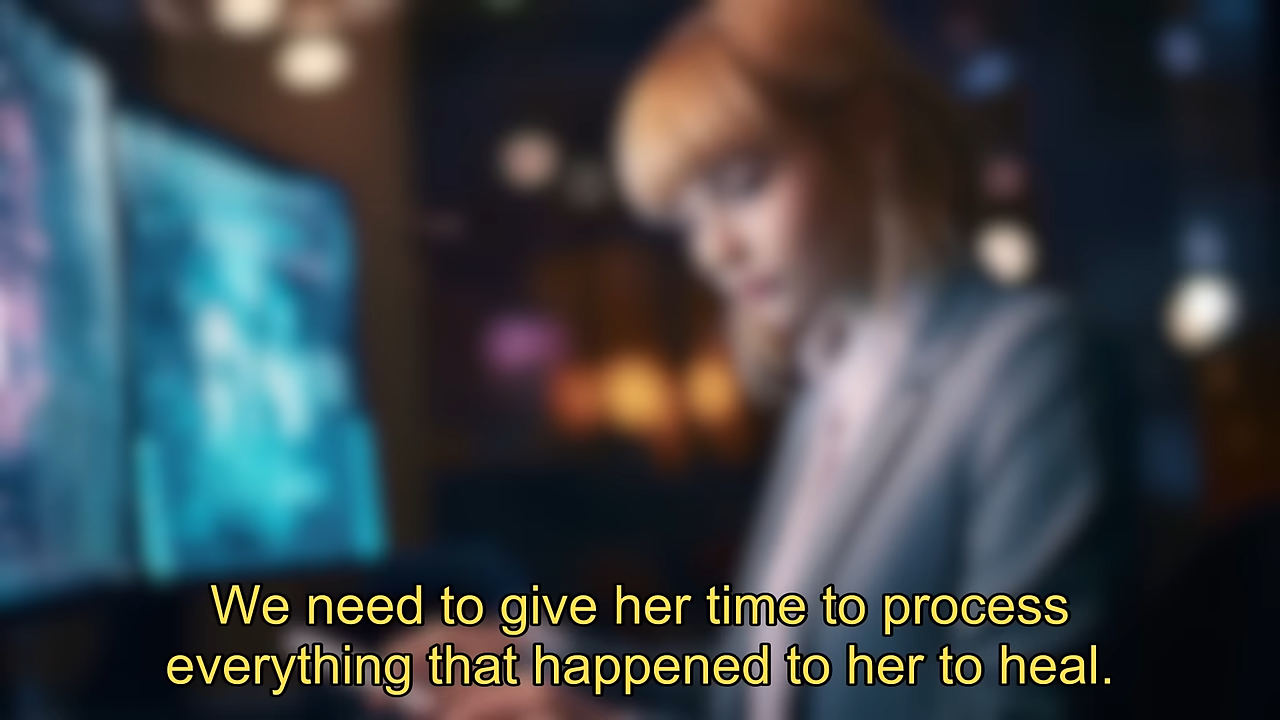 We need to give her time to process
everything that happened to her to heal.